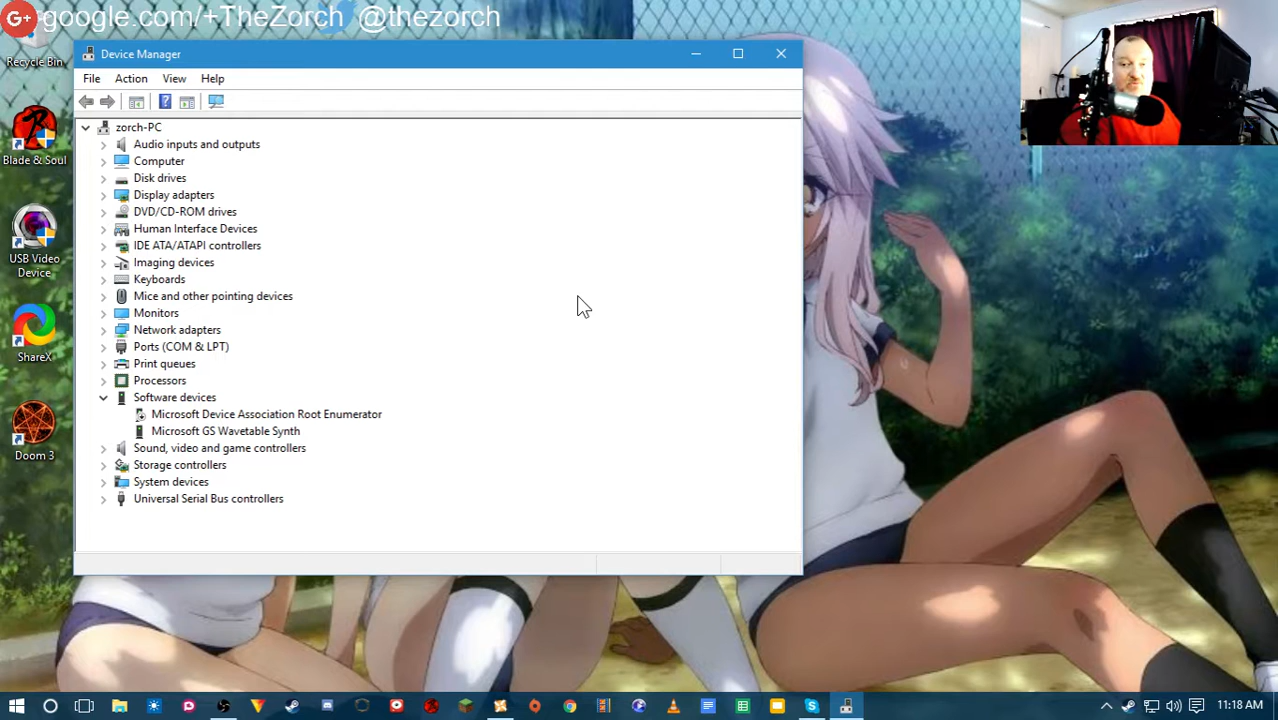 google.com/+TheZorch @thezorch
Recycle Bin
Device Manager
File Action View Help
zorch-PC
Audio inputs and outputs
Computer
Disk drives
Display adapters
DVD/CD-ROM drives
Human Interface Devices
IDE ATA/ATAPI controllers
Imaging devices
Keyboards
Mice and other pointing devices
Monitors
Network adapters
Ports (COM & LPT)
Print queues
Processors
Software devices
Microsoft Device Association Root Enumerator
Microsoft GS Wavetable Synth
Sound, video and game controllers
Storage controllers
System devices
Universal Serial Bus controllers
Blade & Soul
USB Video
Device
ShareX
Doom 3
11:18 AM